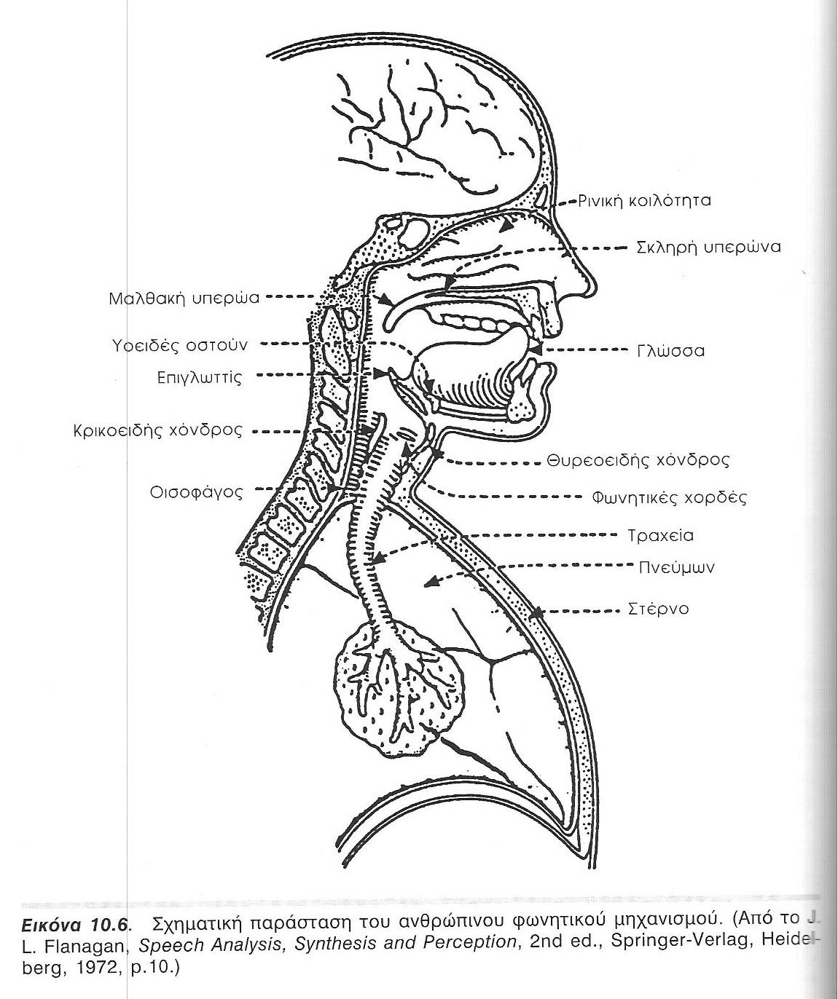 Ρινική κοιλότητα
Σκληρή υπερώνα
Μαλθακή υπερώα
Υοειδές οστούν
Γλώσσα
Επιγλωττίς
Κρικοειδής χόνδρος
Θυρεοειδής χόνδρος
Οισοφάγος
Φωνητικές χορδές
Τραχεία
Πνεύμων
Στέρνο
Εικόνα 10.6. Σχηματική παράσταση του ανθρώπινου φωνητικού μηχανισμού. (Από το J.
L. Flanagan, Speech Analysis, Synthesis and Perception, 2nd ed., Springer-Verlag, Heidel-
berg, 1972, p.10.)